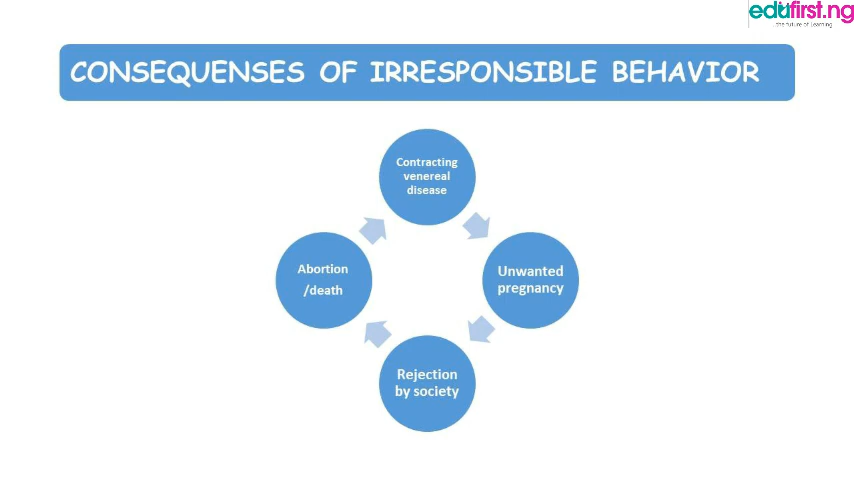 edufirst.ng
the future of Learning
CONSEQUENSES OF IRRESPONSIBLE BEHAVIOR
Contracting
venereal
disease
Abortion
/death
Unwanted
pregnancy
Rejection
by society